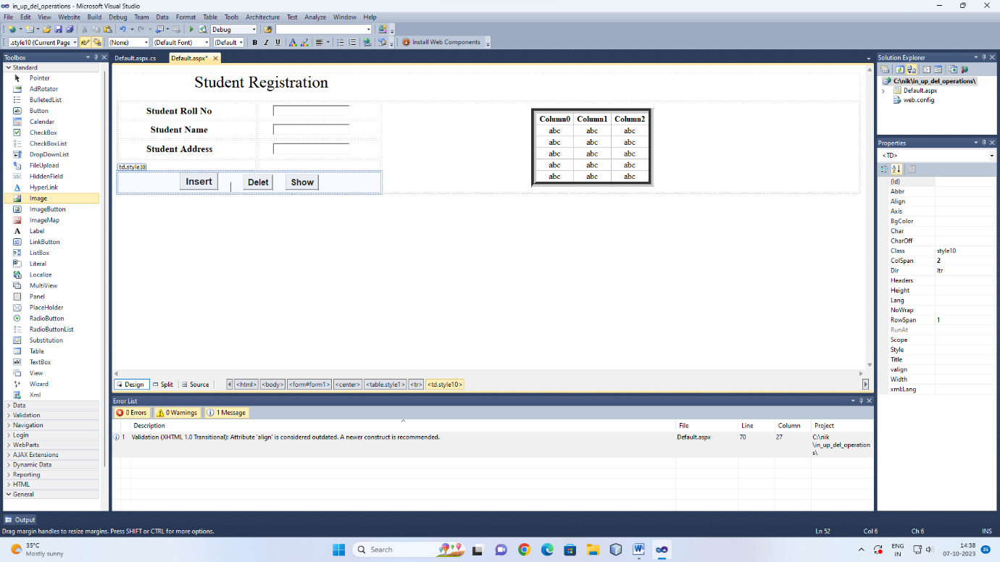 in_up_del_operations - Microsoft Visual Studio
File Edit View Website Build Debug Team Data Format Table Tools Architecture Test Analyze Window Help
Debug
.style10 (Current Page (None) (Default Font) (Default B I U A Install Web Components
Toolbox
Standard
Pointer
AdRotator
BulletedList
Button
Calendar
CheckBox
CheckBoxList
DropDownList
FileUpload
HiddenField
HyperLink
Image
ImageButton
ImageMap
Label
LinkButton
ListBox
Literal
Localize
MultiView
Panel
PlaceHolder
RadioButton
RadioButtonList
Substitution
Table
TextBox
View
Wizard
Xml
Data
Validation
Navigation
Login
WebParts
AJAX Extensions
Dynamic Data
Reporting
HTML
General
Default.aspx.cs Default.aspx*
Student Registration
Student Roll No
Student Name
Student Address
td.style10
Insert Delet Show
Column0 Column1 Column2
abc abc abc
abc abc abc
abc abc abc
abc abc abc
abc abc abc
Design Split Source <html> <body> <form#form1> <center> <table.style1> <tr> <td.style10>
Error List
0 Errors 0 Warnings 1 Message
Description File Line Column Project
1 Validation (XHTML 1.0 Transitional): Attribute 'align' is considered outdated. A newer construct is recommended. Default.aspx 70 27 C:\nik
\in_up_del_operation
s\
Solution Explorer
C:\nik\in_up_del_operations\
Default.aspx
web.config
Properties
<TD>
(Id)
Abbr
Align
Axis
BgColor
Char
CharOff
Class style10
ColSpan 2
Dir ltr
Headers
Height
Lang
NoWrap
RowSpan 1
RunAt
Scope
Style
Title
valign
Width
xml:Lang
Output
Drag margin handles to resize margins. Press SHIFT or CTRL for more options. Ln 52 Col 6 Ch 6 INS
35°C
Mostly sunny
Search
ENG
IN
14:38
07-10-2023
36